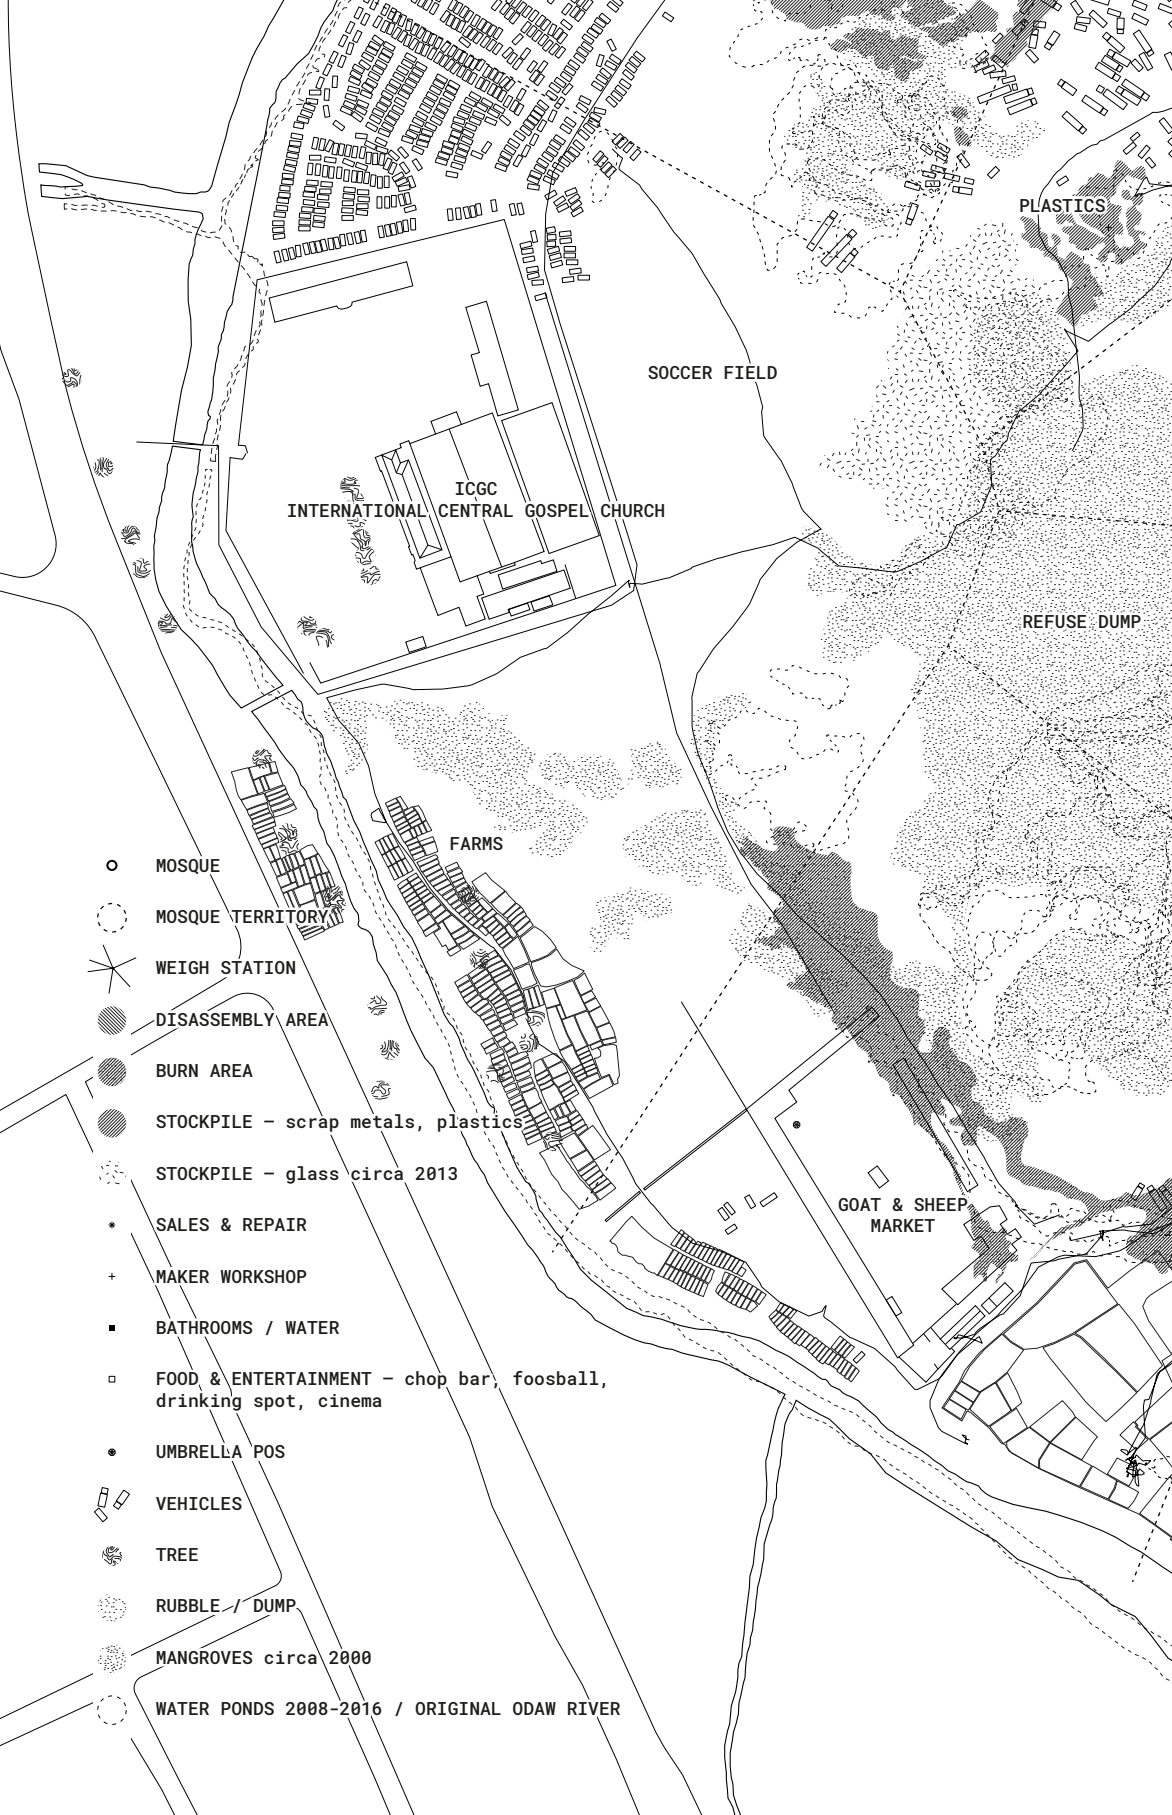 PLASTICS
SOCCER FIELD
ICGC
INTERNATIONAL CENTRAL GOSPEL CHURCH
REFUSE DUMP
FARMS
MOSQUE
MOSQUE TERRITORY
WEIGH STATION
DISASSEMBLY AREA
BURN AREA
STOCKPILE – scrap metals, plastics
STOCKPILE – glass circa 2013
GOAT & SHEEP
MARKET
SALES & REPAIR
MAKER WORKSHOP
BATHROOMS / WATER
FOOD & ENTERTAINMENT – chop bar, foosball,
drinking spot, cinema
UMBRELLA POS
VEHICLES
TREE
RUBBLE / DUMP
MANGROVES circa 2000
WATER PONDS 2008-2016 / ORIGINAL ODAW RIVER